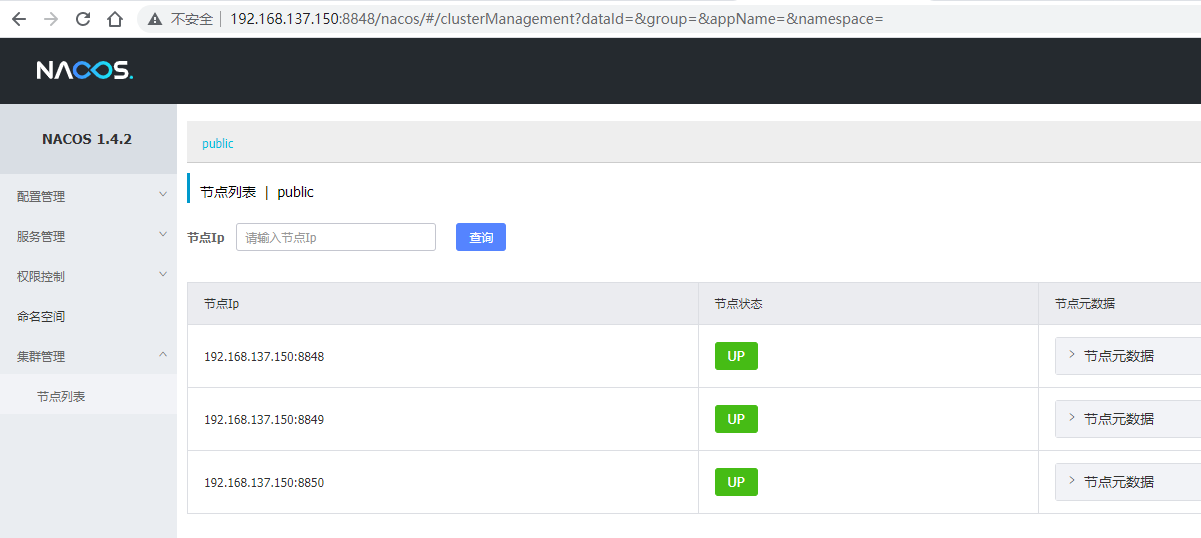 不安全 192.168.137.150:8848/nacos/#/clusterManagement?dataId=&group=&appName=&namespace=
NACOS.
NACOS 1.4.2
配置管理
服务管理
权限控制
命名空间
集群管理
节点列表
public
节点列表 | public
节点Ip 请输入节点Ip 查询
节点Ip 节点状态 节点元数据
192.168.137.150:8848 UP 节点元数据
192.168.137.150:8849 UP 节点元数据
192.168.137.150:8850 UP 节点元数据